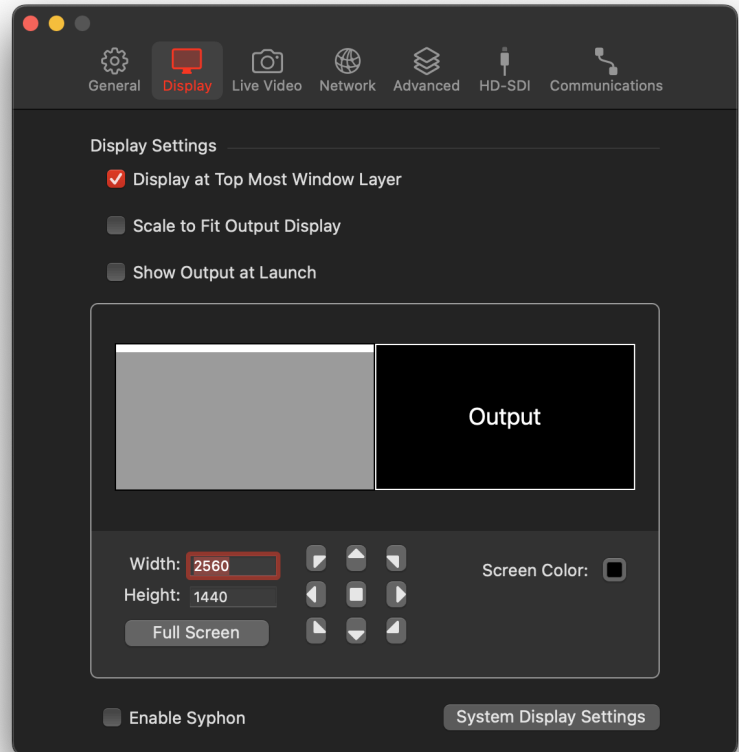 General Display Live Video Network Advanced HD-SDI Communications
Display Settings
Display at Top Most Window Layer
Scale to Fit Output Display
Show Output at Launch
Output
Width: 2560
Screen Color:
Height: 1440
Full Screen
Enable Syphon
System Display Settings